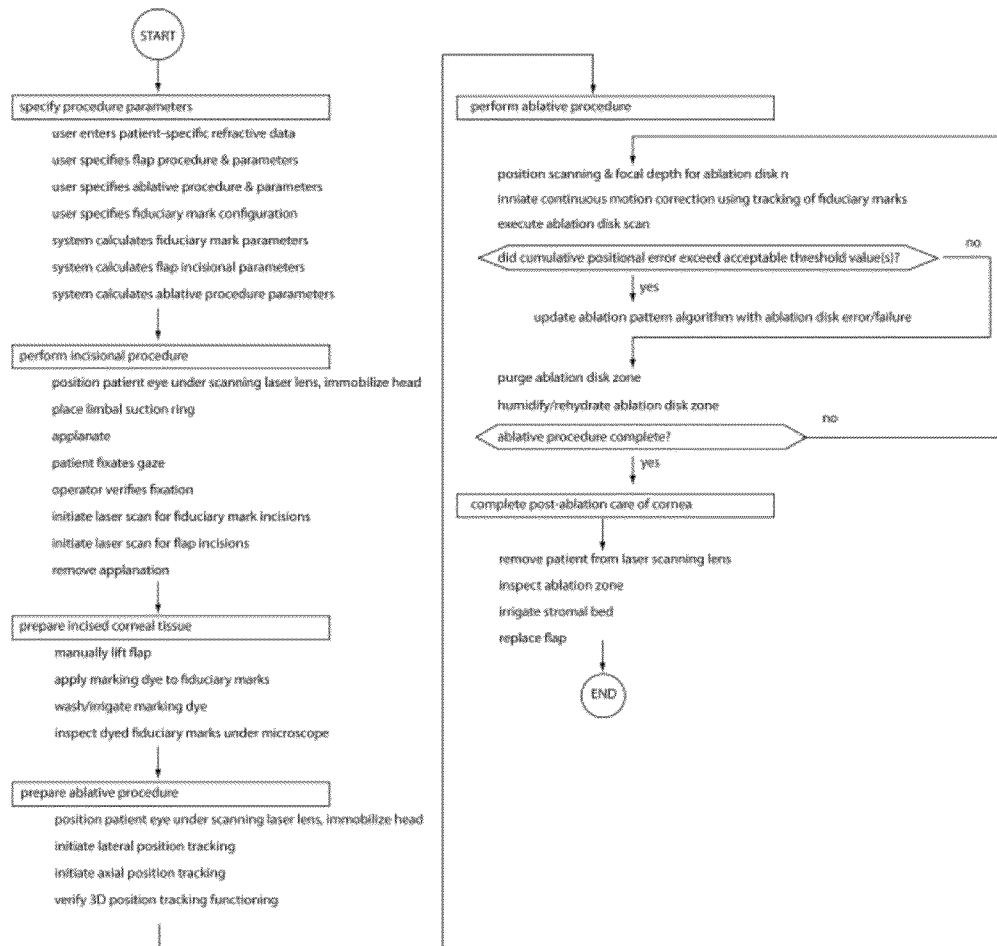 START
specify procedure parameters
user enters patient-specific refractive data
user specifies flap procedure & parameters
user specifies ablative procedure & parameters
user specifies fiduciary mark configuration
system calculates fiduciary mark parameters
system calculates flap incisional parameters
system calculates ablative procedure parameters
perform incisional procedure
position patient eye under scanning laser lens, immobilize head
place limbal suction ring
applanate
patient fixates gaze
operator verifies fixation
initiate laser scan for fiduciary mark incisions
initiate laser scan for flap incisions
remove applanation
prepare incised corneal tissue
manually lift flap
apply marking dye to fiduciary marks
wash/irrigate marking dye
inspect dyed fiduciary marks under microscope
prepare ablative procedure
position patient eye under scanning laser lens, immobilize head
initiate lateral position tracking
initiate axial position tracking
verify 3D position tracking functioning
perform ablative procedure
position scanning & focal depth for ablation disk n
innitate continuous motion correction using tracking of fiduciary marks
execute ablation disk scan
did cumulative positional error exceed acceptable threshold value(s)?
no
yes
update ablation pattern algorithm with ablation disk error/failure
purge ablation disk zone
humidify/rehydrate ablation disk zone
ablative procedure complete?
no
yes
complete post-ablation care of cornea
remove patient from laser scanning lens
inspect ablation zone
irrigate stromal bed
replace flap
END